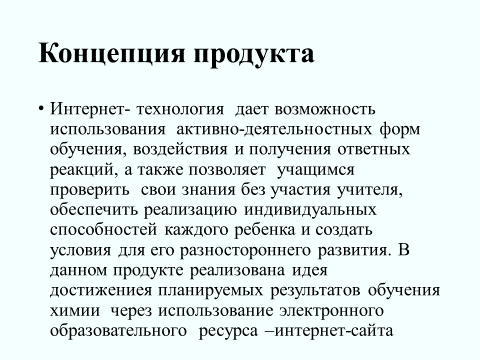 Концепция продукта
• Интернет- технология дает возможность
использования активно-деятельностных форм
обучения, воздействия и получения ответных
реакций, а также позволяет учащимся
проверить свои знания без участия учителя,
обеспечить реализацию индивидуальных
способностей каждого ребенка и создать
условия для его разностороннего развития. В
данном продукте реализована идея
достижениея планируемых результатов обучения
химии через использование электронного
образовательного ресурса –интернет-сайта